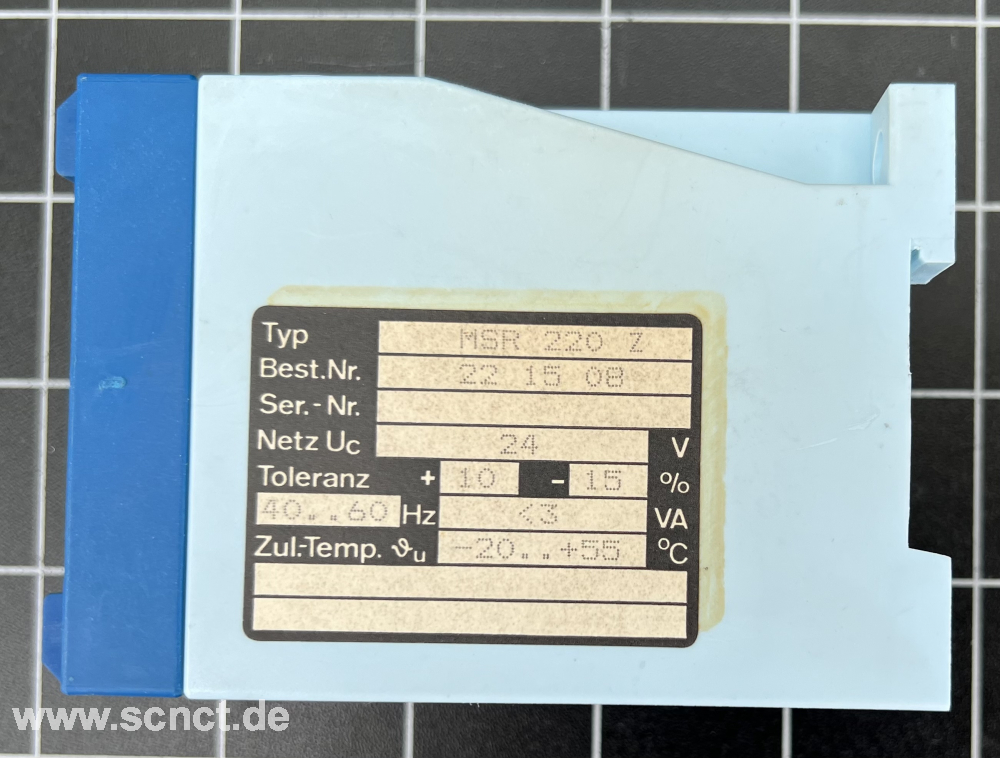 Typ MSR 220 Z
Best.Nr. 22 15 08
Ser.-Nr.
Netz Uc 24 V
Toleranz + 10 - 15 %
40..60 Hz <3 VA
Zul.-Temp. ϑu -20..+55 °C
www.scnct.de